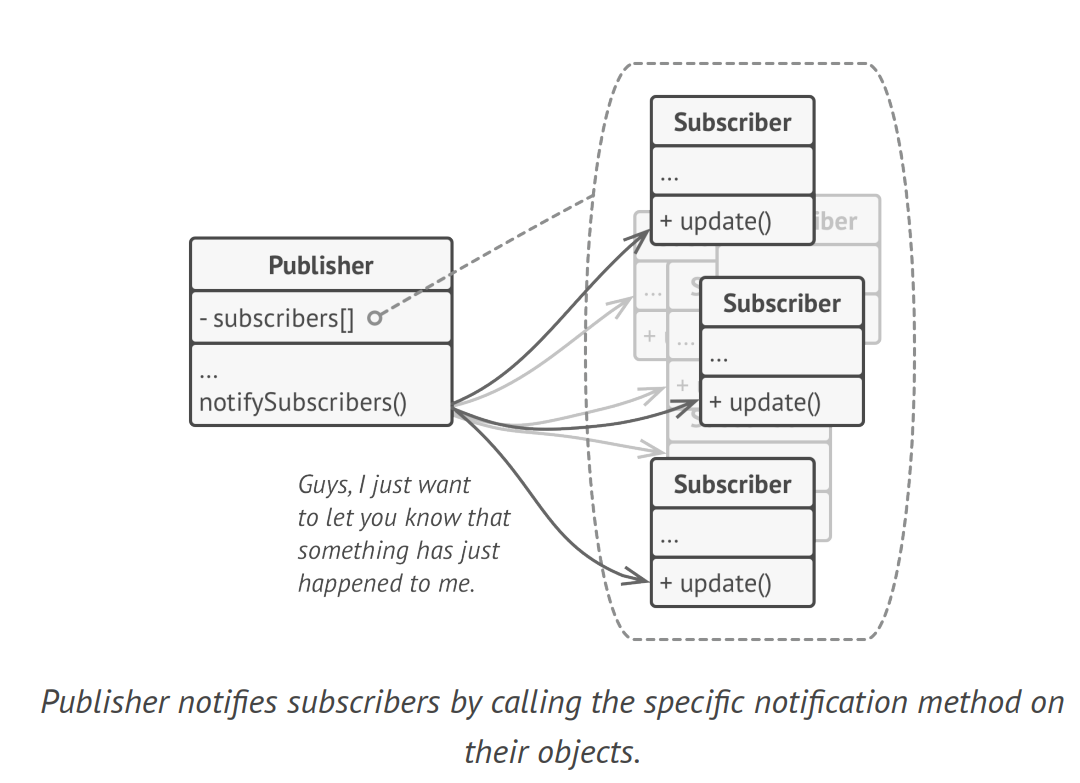 Subscriber
...
+ update()
iber
Publisher
- subscribers[]
...
notifySubscribers()
...
+
S
...
+
S
Subscriber
...
+ update()
Subscriber
...
+ update()
Guys, I just want
to let you know that
something has just
happened to me.
Publisher notifies subscribers by calling the specific notification method on
their objects.